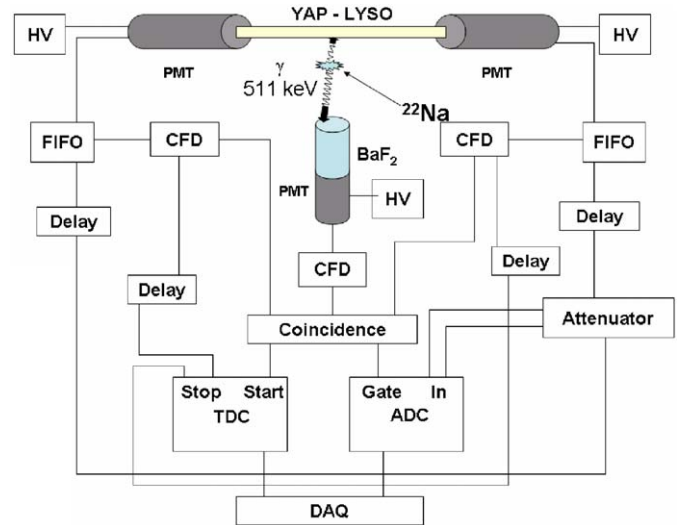 YAP - LYSO
HV
HV
PMT
PMT
γ
511 keV
22Na
FIFO
CFD
CFD
FIFO
BaF2
PMT
HV
Delay
Delay
CFD
Delay
Delay
Coincidence
Attenuator
Stop Start
TDC
Gate In
ADC
DAQ